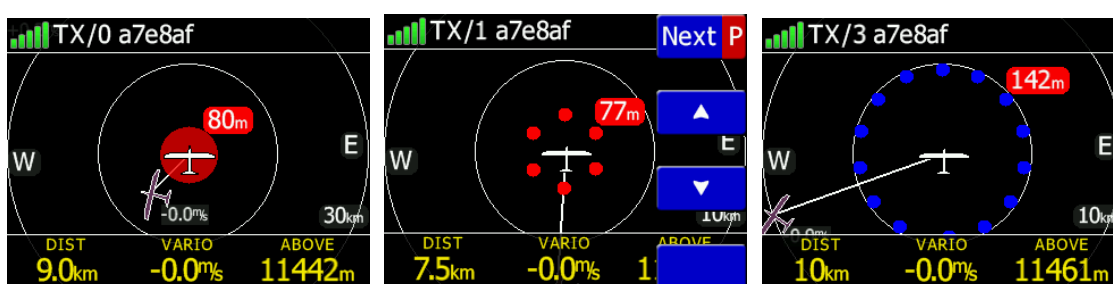 TX/0 a7e8af
80m
W
E
-0.0m/s
30km
DIST VARIO ABOVE
9.0km -0.0m/s 11442m
TX/1 a7e8af
Next P
77m
W
E
10km
DIST VARIO ABOVE
7.5km -0.0m/s 1
TX/3 a7e8af
142m
W
E
10km
DIST VARIO ABOVE
10km -0.0m/s 11461m